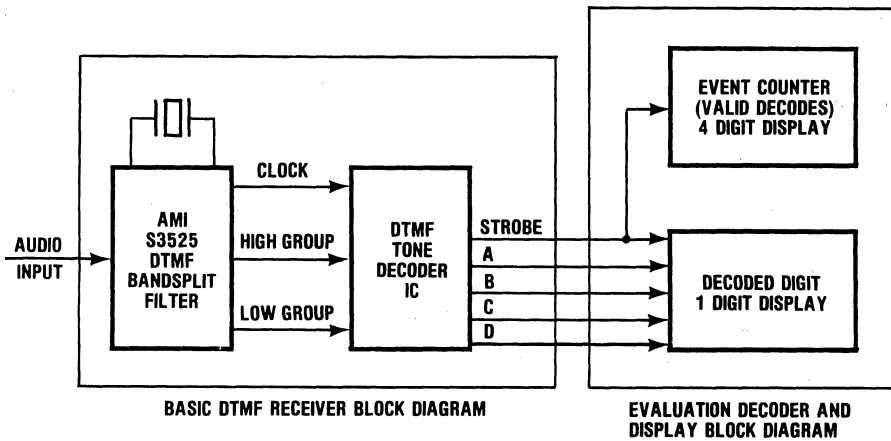 AUDIO
INPUT
AMI
S3525
DTMF
BANDSPLIT
FILTER
CLOCK
HIGH GROUP
LOW GROUP
DTMF
TONE
DECODER
IC
STROBE
A
B
C
D
EVENT COUNTER
(VALID DECODES)
4 DIGIT DISPLAY
DECODED DIGIT
1 DIGIT DISPLAY
BASIC DTMF RECEIVER BLOCK DIAGRAM
EVALUATION DECODER AND
DISPLAY BLOCK DIAGRAM